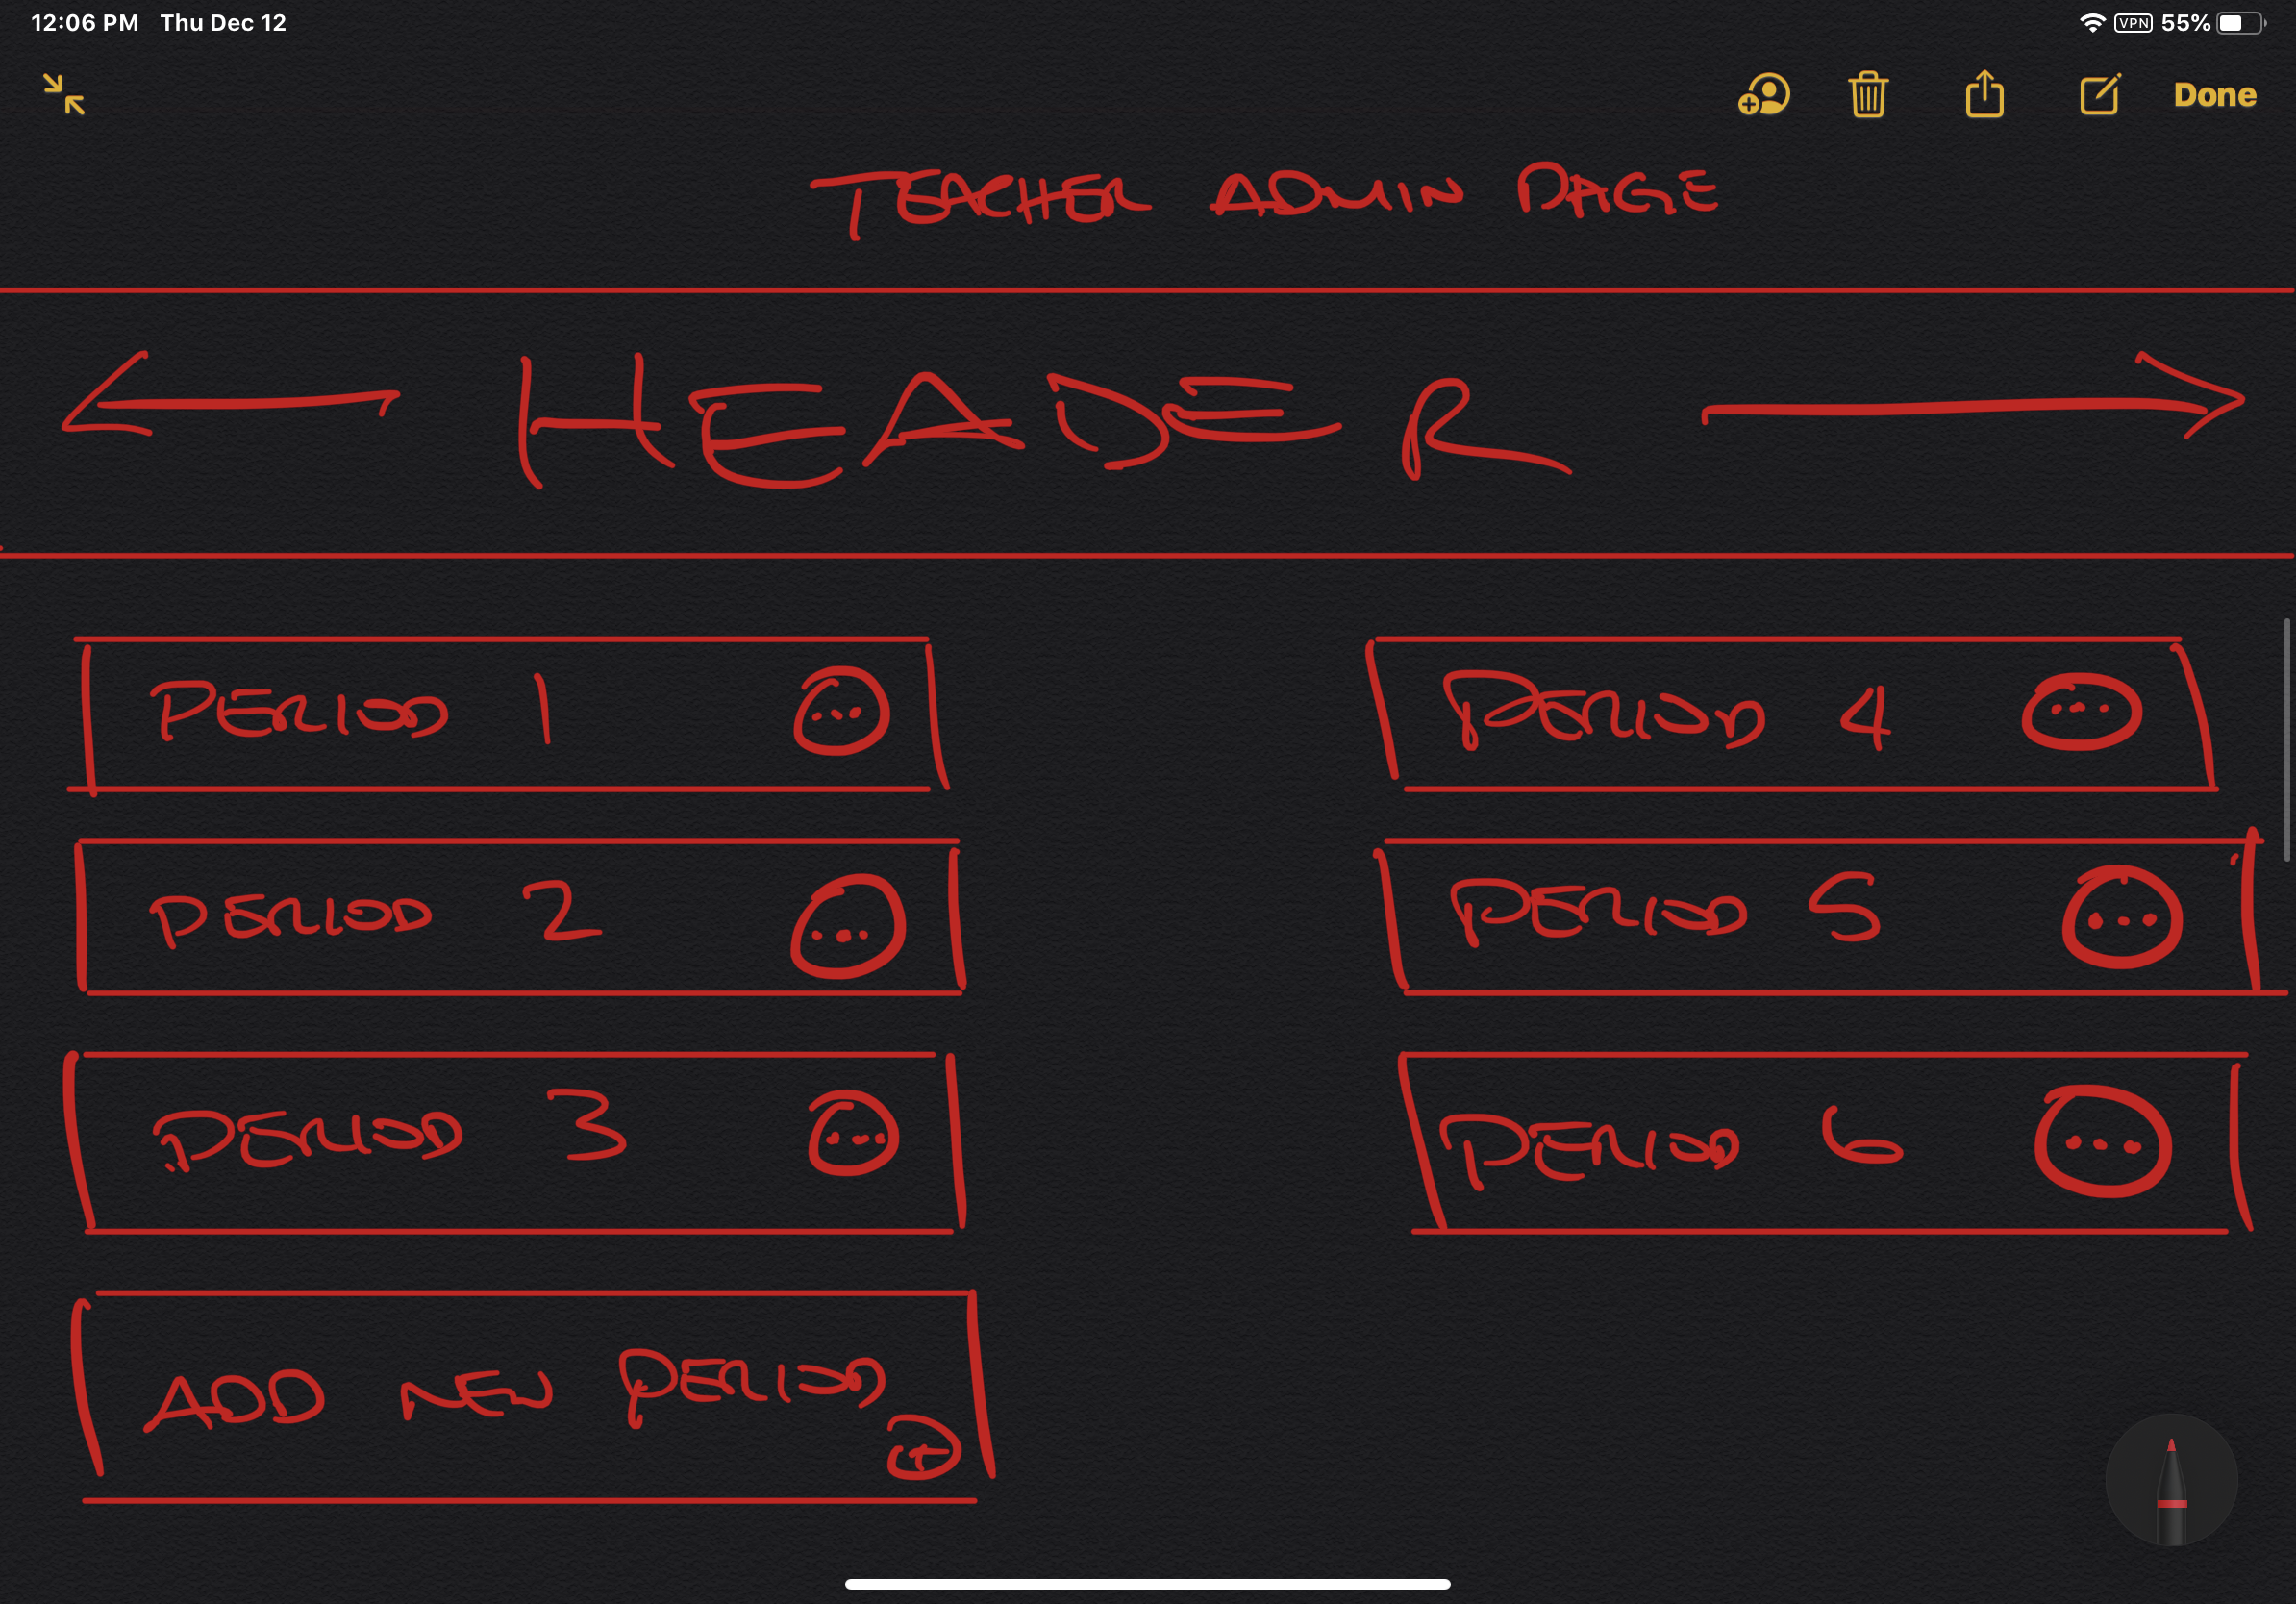 12:06 PM Thu Dec 12
VPN 55%
Done
TEACHER ADMIN PAGE
HEADER
PERIOD 1
PERIOD 4
PERIOD 2
PERIOD 5
PERIOD 3
PERIOD 6
ADD NEW PERIOD